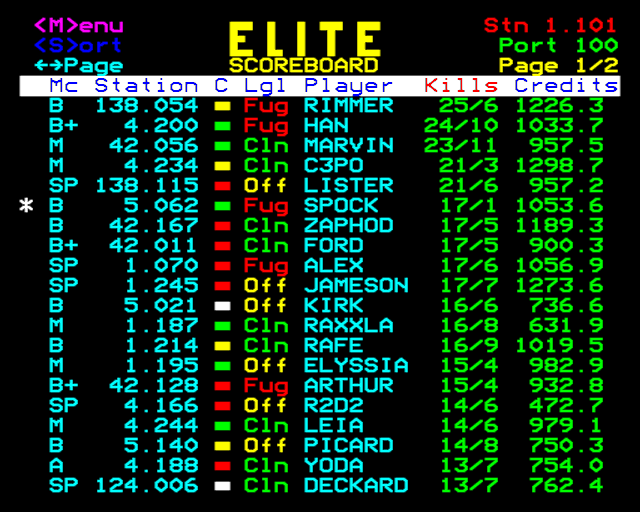 <M>enu ELITE Stn 1.101
<S>ort Port 100
←→Page SCOREBOARD Page 1/2
Mc Station C Lgl Player Kills Credits
B 138.054 Fug RIMMER 25/6 1226.3
B+ 4.200 Fug HAN 24/10 1033.7
M 42.056 Cln MARVIN 23/11 957.5
M 4.234 Cln C3PO 21/3 1298.7
SP 138.115 Off LISTER 21/6 957.2
* B 5.062 Fug SPOCK 17/1 1053.6
B 42.167 Cln ZAPHOD 17/5 1189.3
B+ 42.011 Cln FORD 17/5 900.3
SP 1.070 Fug ALEX 17/6 1056.9
SP 1.245 Off JAMESON 17/7 1273.6
B 5.021 Off KIRK 16/6 736.6
M 1.187 Cln RAXXLA 16/8 631.9
B 1.214 Cln RAFE 16/9 1019.5
M 1.195 Off ELYSSIA 15/4 982.9
B+ 42.128 Fug ARTHUR 15/4 932.8
SP 4.166 Off R2D2 14/6 472.7
M 4.244 Cln LEIA 14/6 979.1
B 5.140 Off PICARD 14/8 750.3
A 4.188 Cln YODA 13/7 754.0
SP 124.006 Cln DECKARD 13/7 762.4